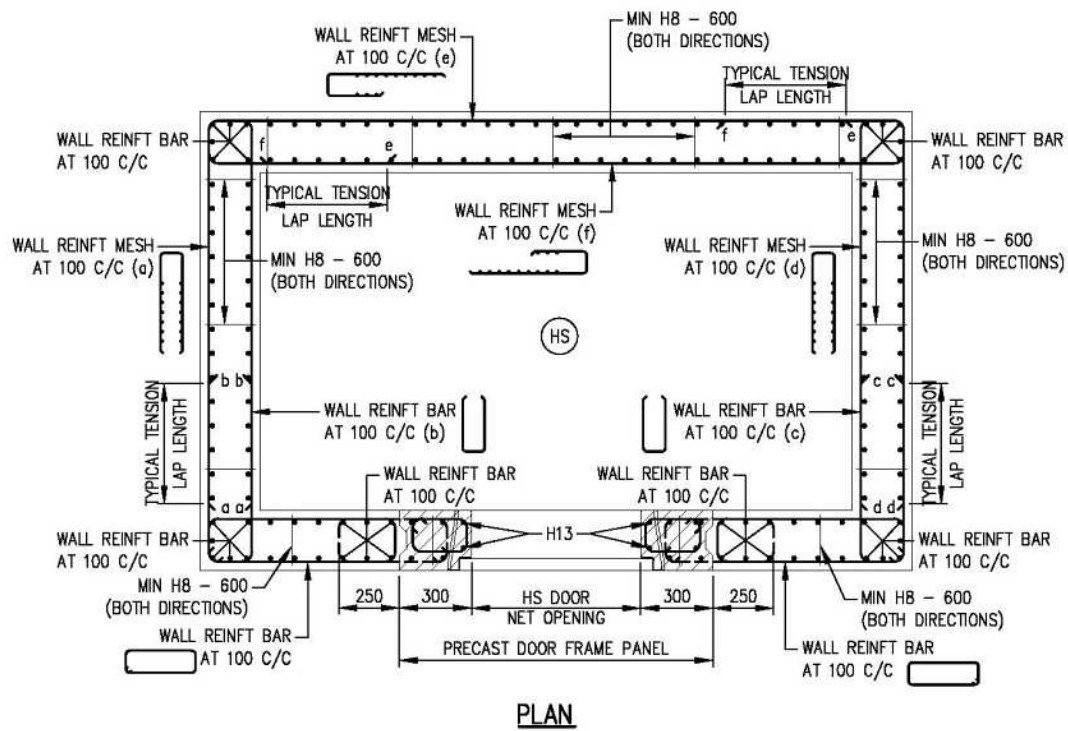 MIN H8 - 600
(BOTH DIRECTIONS)
WALL REINFT MESH
AT 100 C/C (e)
TYPICAL TENSION
LAP LENGTH
WALL REINFT BAR
AT 100 C/C
f
e
f
e
WALL REINFT BAR
AT 100 C/C
TYPICAL TENSION
LAP LENGTH
WALL REINFT MESH
AT 100 C/C (f)
WALL REINFT MESH
AT 100 C/C (a)
MIN H8 - 600
(BOTH DIRECTIONS)
WALL REINFT MESH
AT 100 C/C (d)
MIN H8 - 600
(BOTH DIRECTIONS)
HS
b b
c c
TYPICAL TENSION
LAP LENGTH
WALL REINFT BAR
AT 100 C/C (b)
WALL REINFT BAR
AT 100 C/C (c)
TYPICAL TENSION
LAP LENGTH
WALL REINFT BAR
AT 100 C/C
WALL REINFT BAR
AT 100 C/C
a a
d d
WALL REINFT BAR
AT 100 C/C
H13
WALL REINFT BAR
AT 100 C/C
MIN H8 - 600
(BOTH DIRECTIONS)
250
300
HS DOOR
NET OPENING
300
250
MIN H8 - 600
(BOTH DIRECTIONS)
WALL REINFT BAR
AT 100 C/C
PRECAST DOOR FRAME PANEL
WALL REINFT BAR
AT 100 C/C
PLAN